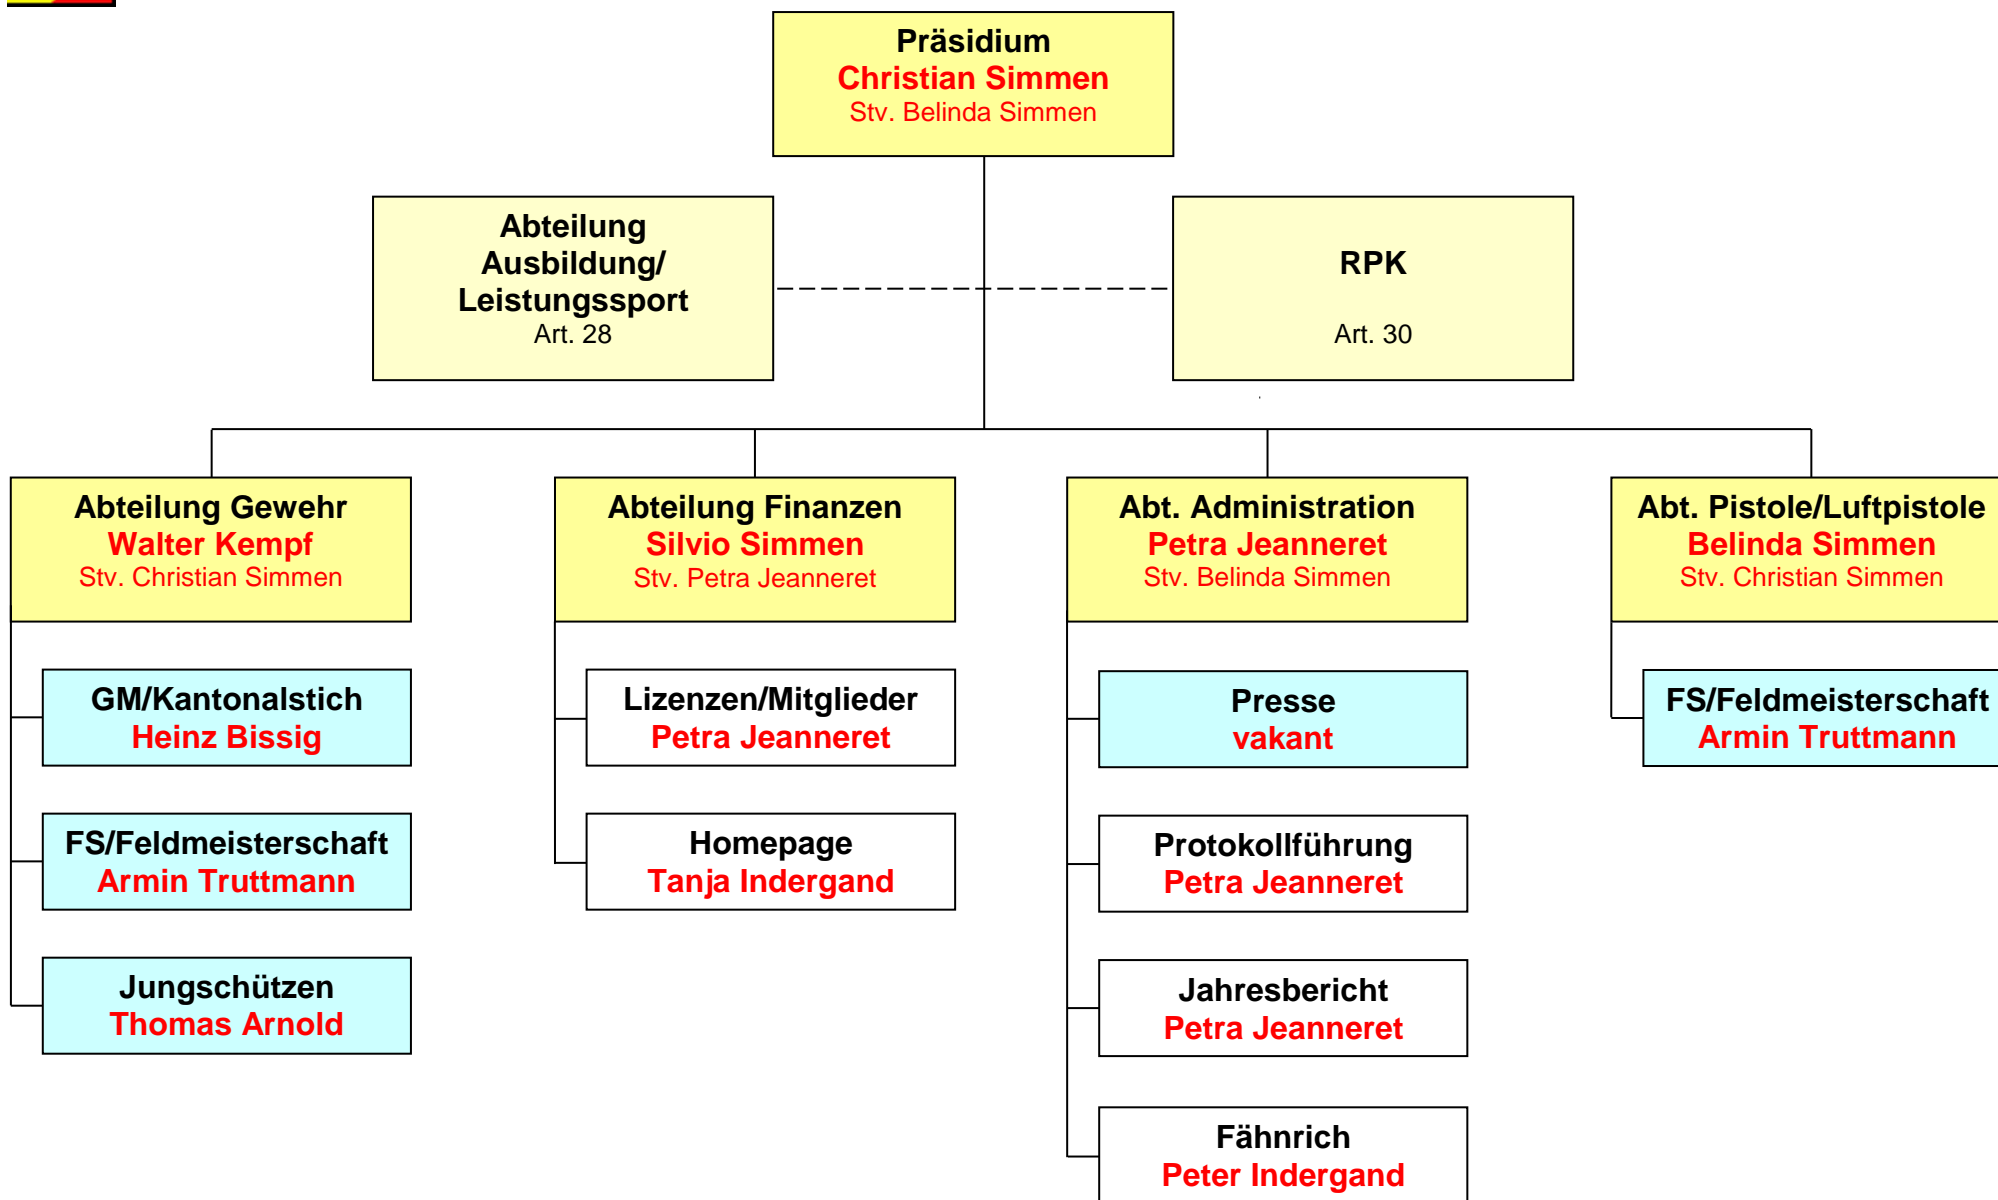 Präsidium
Christian Simmen
Stv. Belinda Simmen
Abteilung
Ausbildung/
Leistungssport
Art. 28
RPK
Art. 30
Abteilung Gewehr
Walter Kempf
Stv. Christian Simmen
Abteilung Finanzen
Silvio Simmen
Stv. Petra Jeanneret
Abt. Administration
Petra Jeanneret
Stv. Belinda Simmen
Abt. Pistole/Luftpistole
Belinda Simmen
Stv. Christian Simmen
GM/Kantonalstich
Heinz Bissig
FS/Feldmeisterschaft
Armin Truttmann
Jungschützen
Thomas Arnold
Lizenzen/Mitglieder
Petra Jeanneret
Homepage
Tanja Indergand
Presse
vakant
Protokollführung
Petra Jeanneret
Jahresbericht
Petra Jeanneret
Fähnrich
Peter Indergand
FS/Feldmeisterschaft
Armin Truttmann